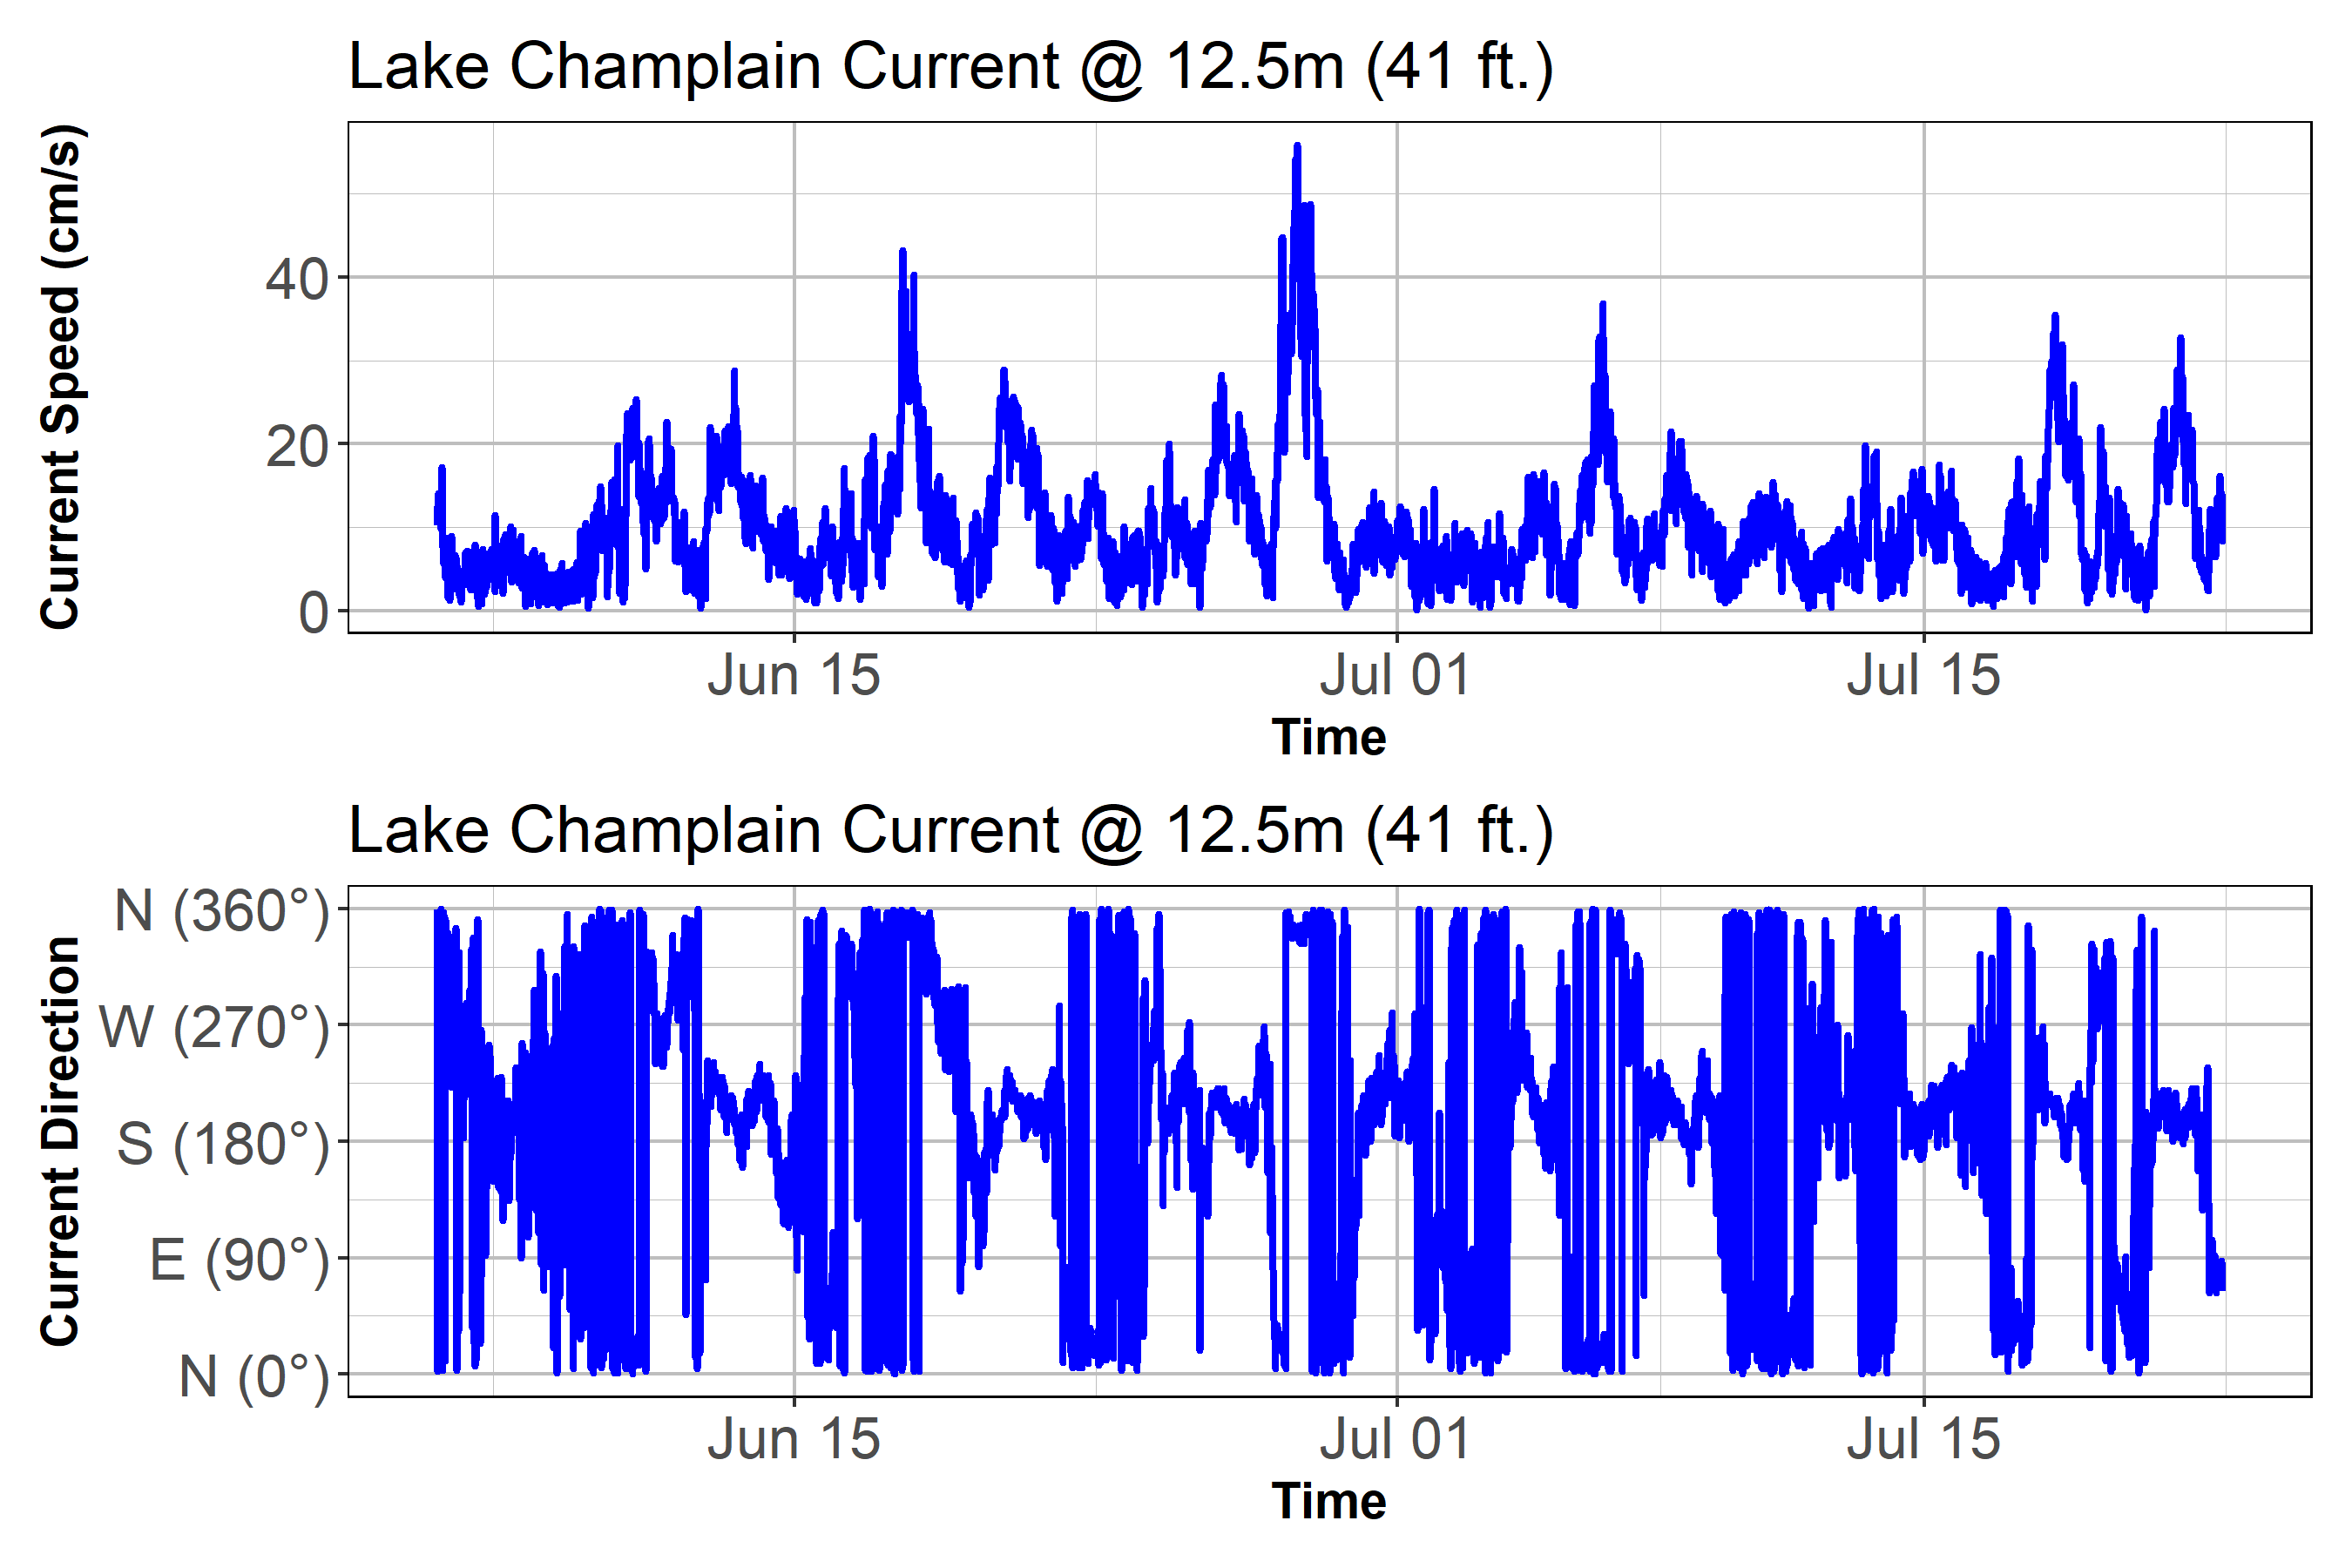 Lake Champlain Current @ 12.5m (41 ft.)
Current Speed (cm/s)
40
20
0
Jun 15
Jul 01
Jul 15
Time
Lake Champlain Current @ 12.5m (41 ft.)
Current Direction
N (360°)
W (270°)
S (180°)
E (90°)
N (0°)
Jun 15
Jul 01
Jul 15
Time